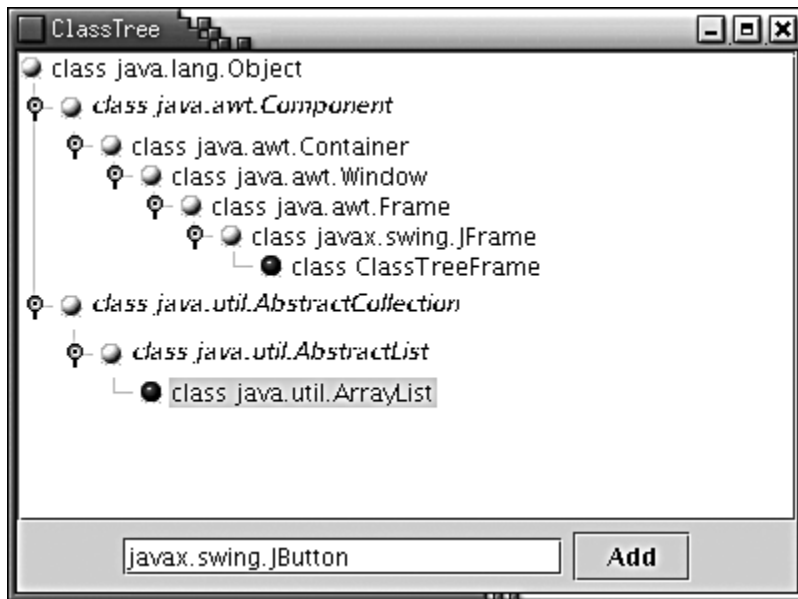 ClassTree
class java.lang.Object
class java.awt.Component
class java.awt.Container
class java.awt.Window
class java.awt.Frame
class javax.swing.JFrame
class ClassTreeFrame
class java.util.AbstractCollection
class java.util.AbstractList
class java.util.ArrayList
javax.swing.JButton
Add